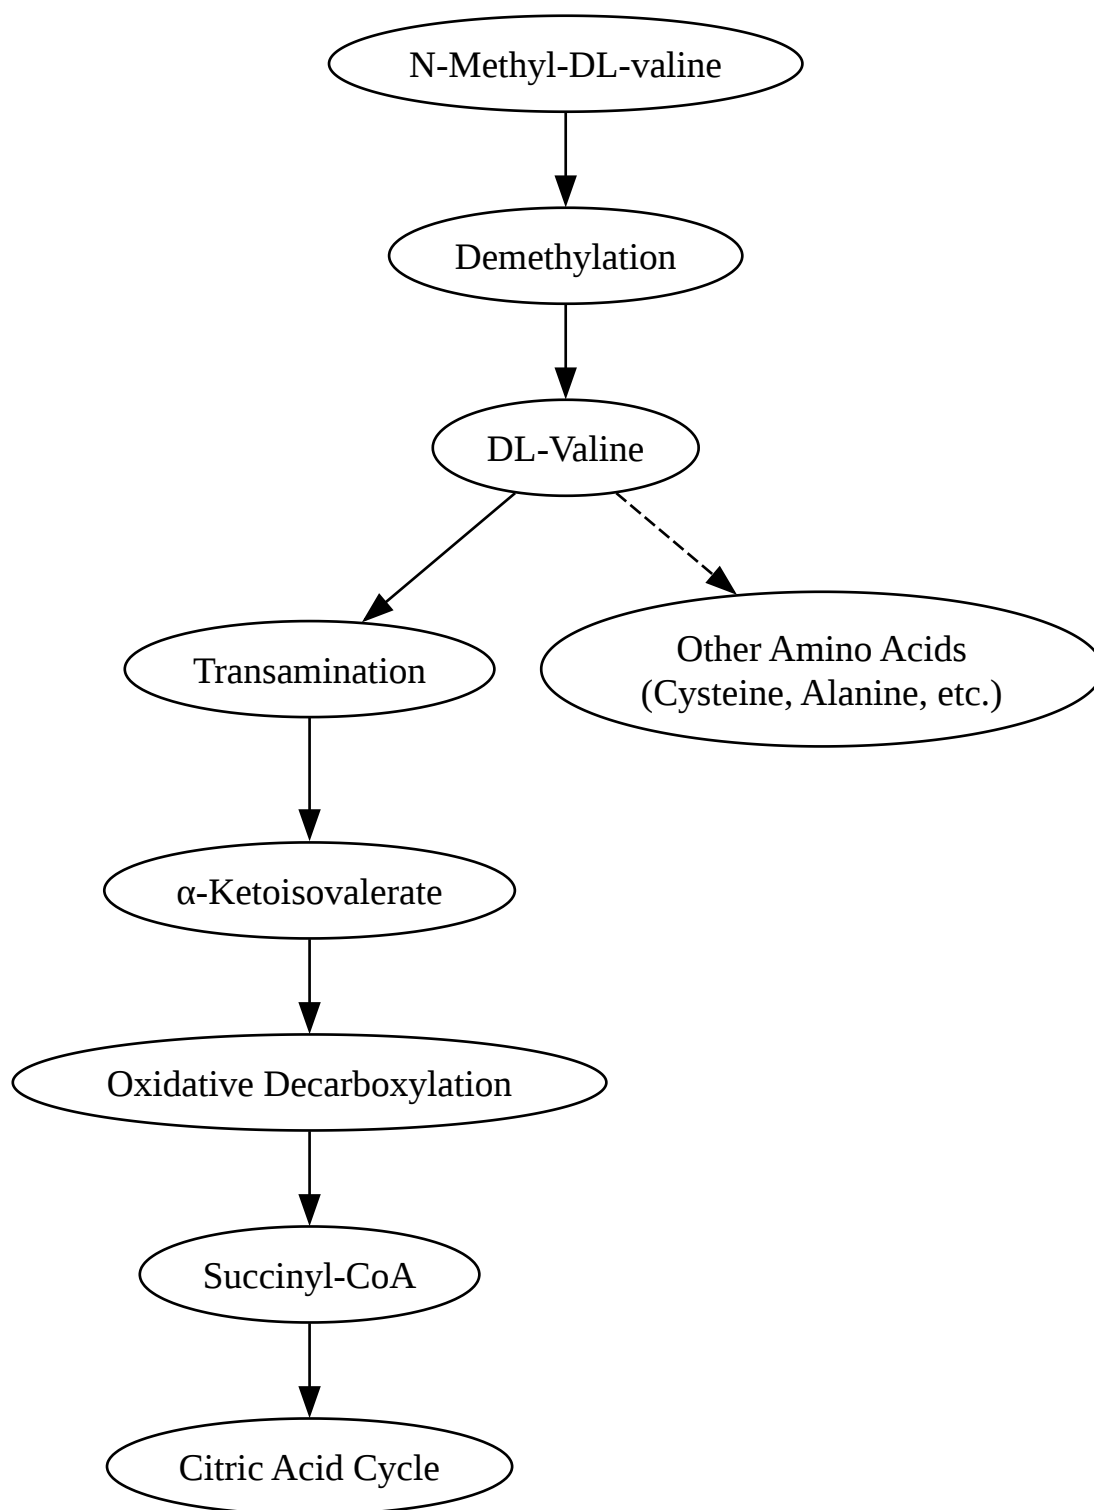 N-Methyl-DL-valine
Demethylation
DL-Valine
Other Amino Acids
(Cysteine, Alanine, etc.)
Transamination
α-Ketoisovalerate
Oxidative Decarboxylation
Succinyl-CoA
Citric Acid Cycle